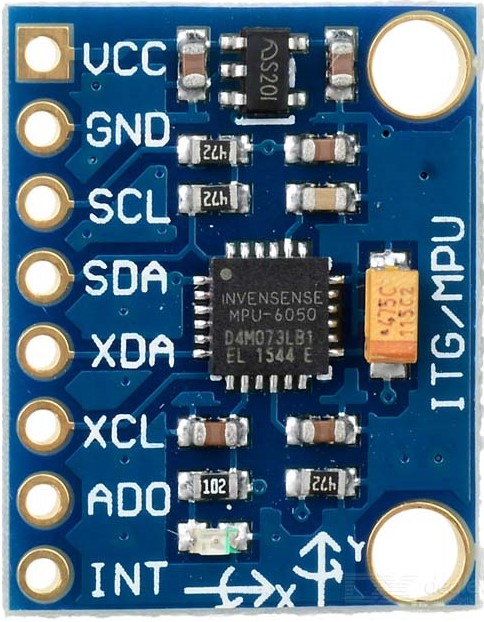 VCC
GND
SCL
SDA
XDA
XCL
ADO
INT
S20I
472
472
INVENSENSE
MPU-6050
D4M073LB1
EL 1544 E
475C
115C2
ITG/MPU
102
472
X
Y